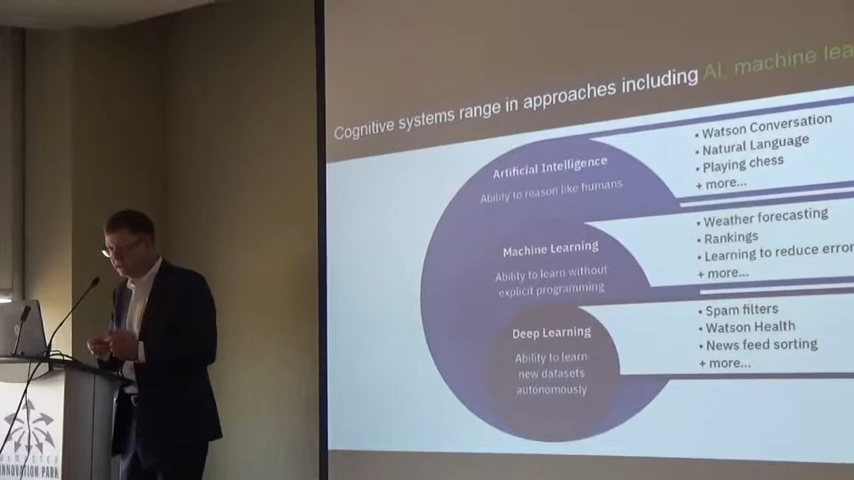 Cognitive systems range in approaches including AI, machine lea
Artificial Intelligence
Ability to reason like humans
• Watson Conversation
• Natural Language
• Playing chess
+ more...
Machine Learning
Ability to learn without
explicit programming
• Weather forecasting
• Rankings
• Learning to reduce error
+ more...
Deep Learning
Ability to learn
new datasets
autonomously
• Spam filters
• Watson Health
• News feed sorting
+ more...
INNOVATION PARK